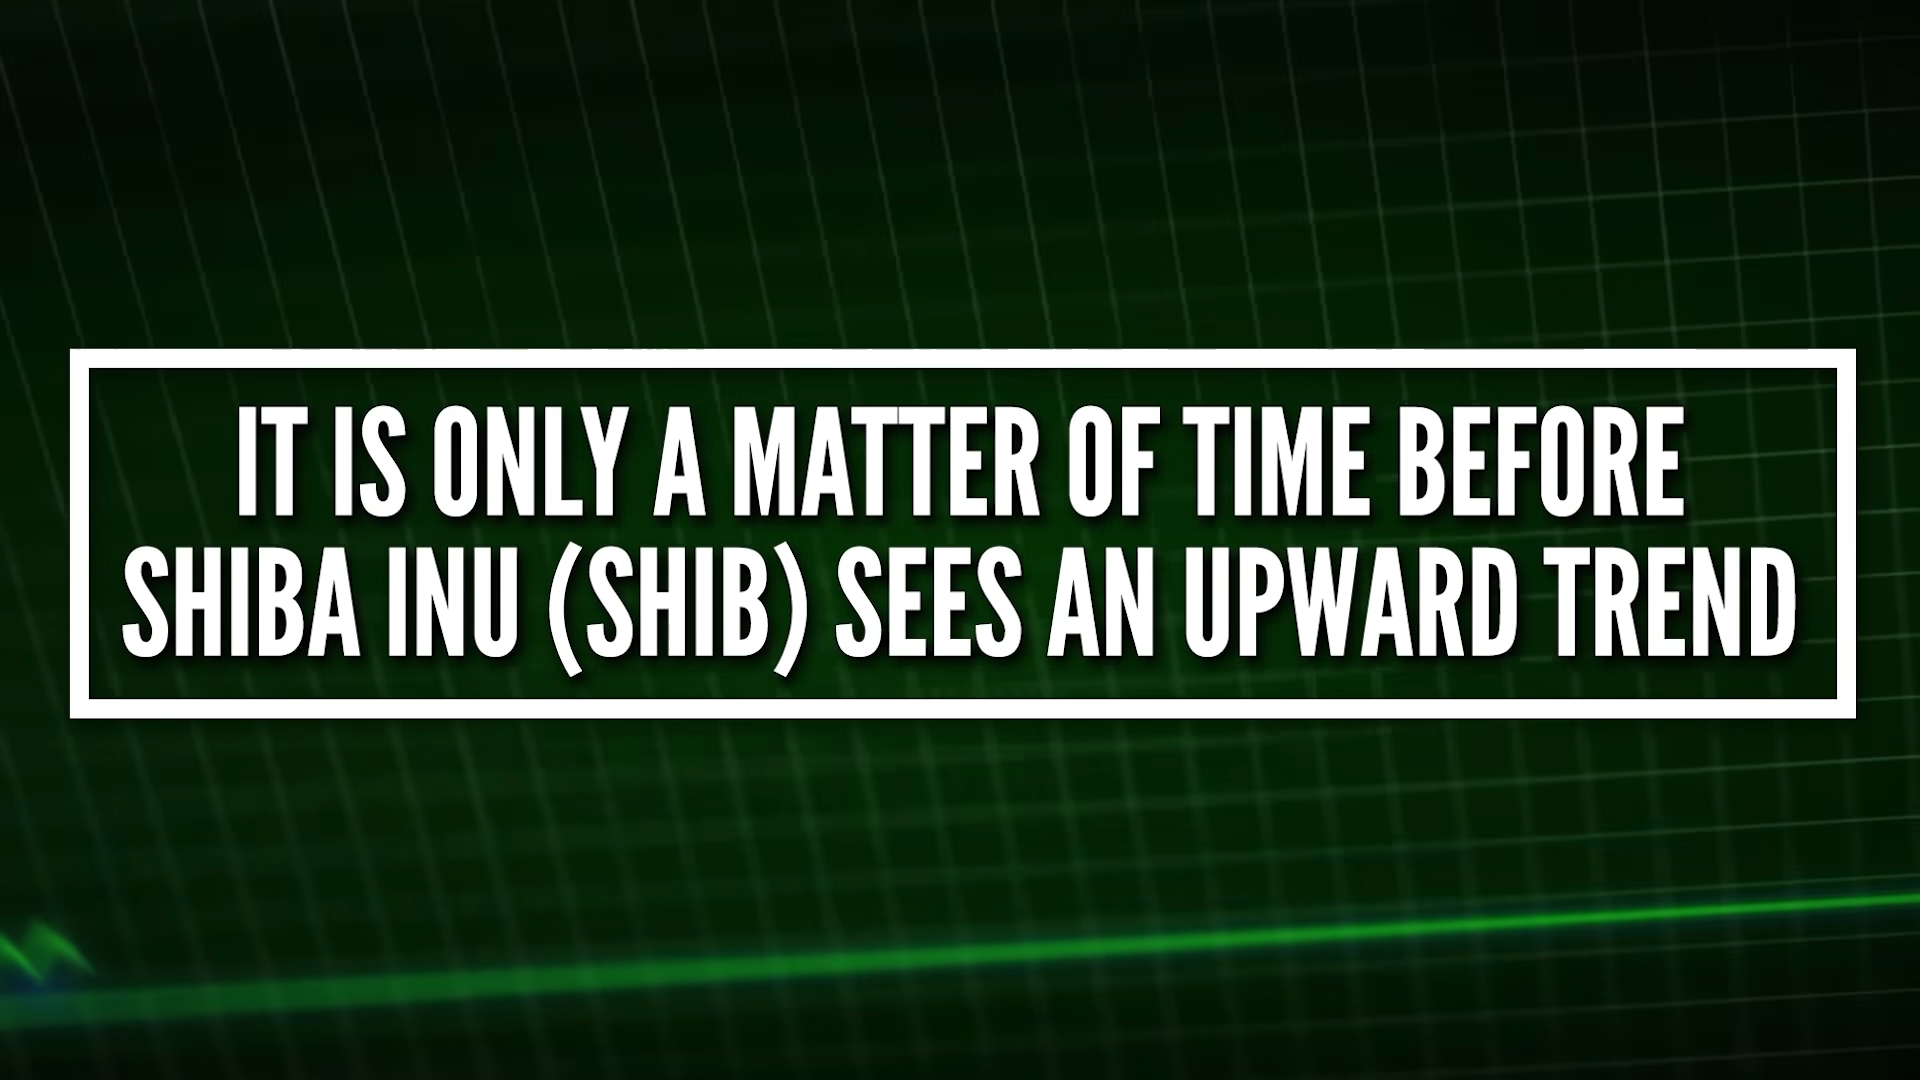 IT IS ONLY A MATTER OF TIME BEFORE
SHIBA INU (SHIB) SEES AN UPWARD TREND